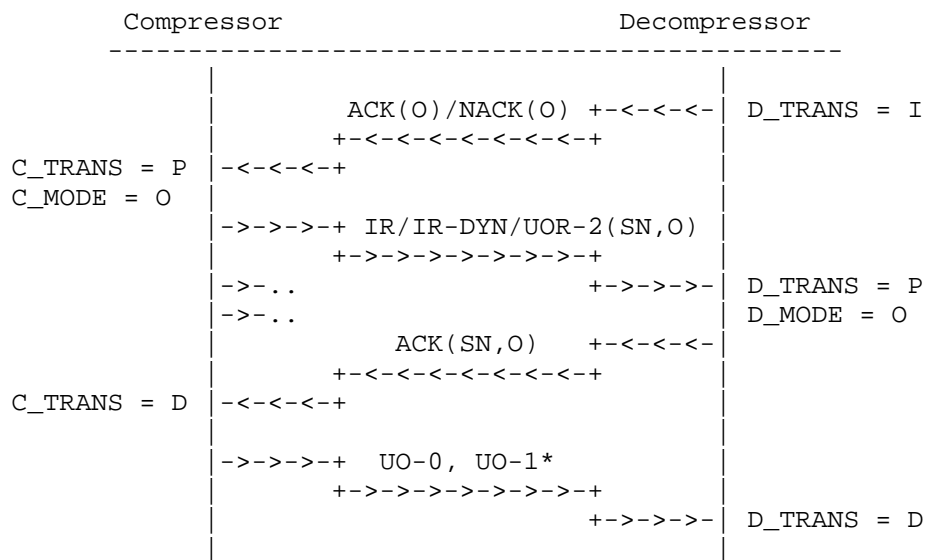 Compressor                     Decompressor
----------------------------------------------
|                               |
|        ACK(O)/NACK(O) +-<-<-<-|  D_TRANS = I
|       +-<-<-<-<-<-<-<-+       |
C_TRANS = P |-<-<-<-+                       |
C_MODE = O  |                               |
|->->->-+ IR/IR-DYN/UOR-2(SN,O) |
|       +->->->->->->->-+       |
|->-..                  +->->->-|  D_TRANS = P
|->-..                          |  D_MODE = O
|           ACK(SN,O)   +-<-<-<-|
|       +-<-<-<-<-<-<-<-+       |
C_TRANS = D |-<-<-<-+                       |
|                               |
|->->->-+  UO-0, UO-1*          |
|       +->->->->->->->-+       |
|                       +->->->-|  D_TRANS = D
|                               |